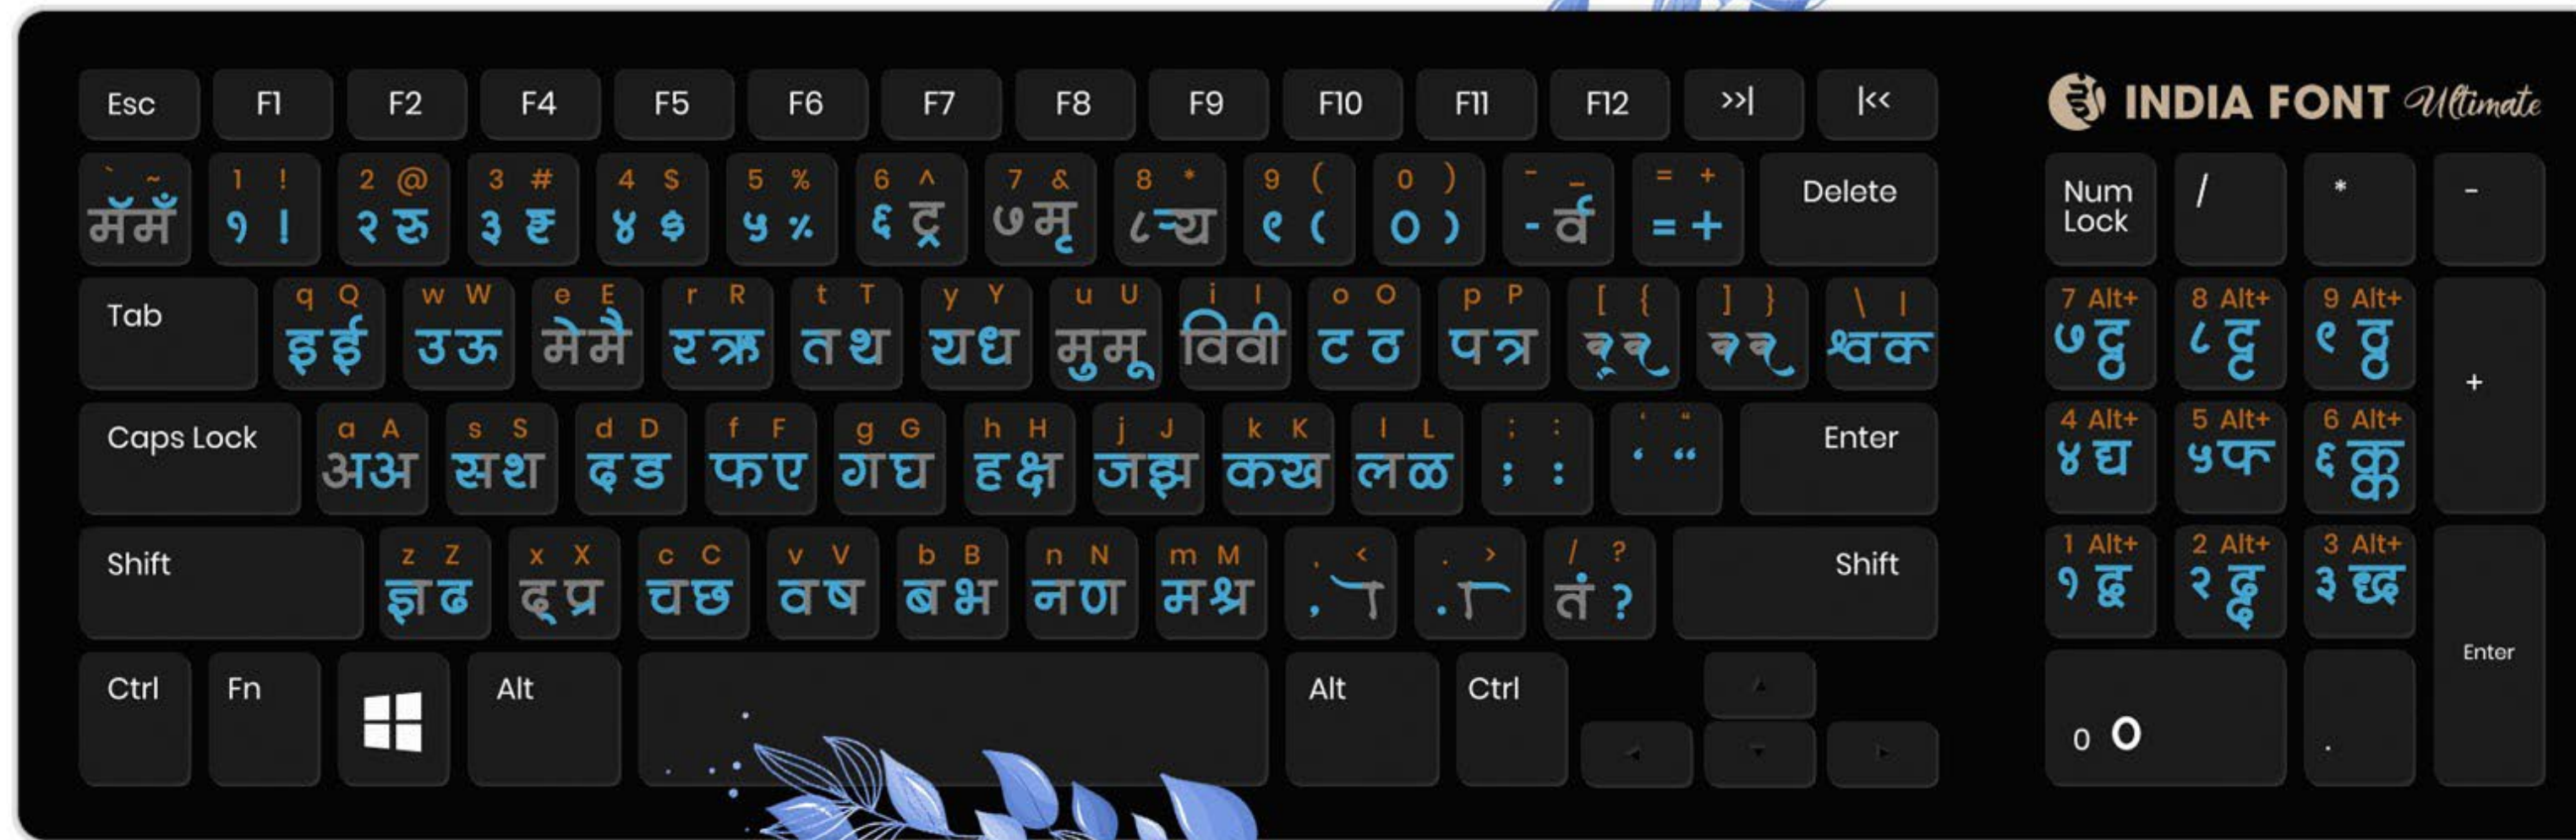 Esc F1 F2 F4 F5 F6 F7 F8 F9 F10 F11 F12 >>| |<<
INDIA FONT Ultimate
` ~ 1 ! 2 @ 3 # 4 $ 5 % 6 ^ 7 & 8 * 9 ( 0 ) - _ = + Delete
मॅ मँ १ ! २ रु ३ ₹ ४ $ ५ % ६ ट्र ७ मृ ८ ऱ्य ९ ( ० ) - र्व = +
Num Lock / * -
Tab q Q w W e E r R t T y Y u U i I o O p P [ { ] } \ |
इ ई उ ऊ मे मै र ऋ त थ य ध मु मू वि वी ट ठ प त्र श्व क
7 Alt+ 8 Alt+ 9 Alt+ +
७ ट्ठ ८ ट्ट ९ ठ्ठ
Caps Lock a A s S d D f F g G h H j J k K l L ; : ‘ “ Enter
अ अ स श द ड फ ए ग घ ह क्ष ज झ क ख ल ळ ; : ‘ “
4 Alt+ 5 Alt+ 6 Alt+
४ द्य ५ फ ६ क्क
Shift z Z x X c C v V b B n N m M , < . > / ? Shift
ज्ञ ढ द् प्र च छ व ष ब भ न ण म श्र , . तं ?
1 Alt+ 2 Alt+ 3 Alt+ Enter
१ द्व २ द्ध ३ ध्द
Ctrl Fn Alt Alt Ctrl
0 ० .